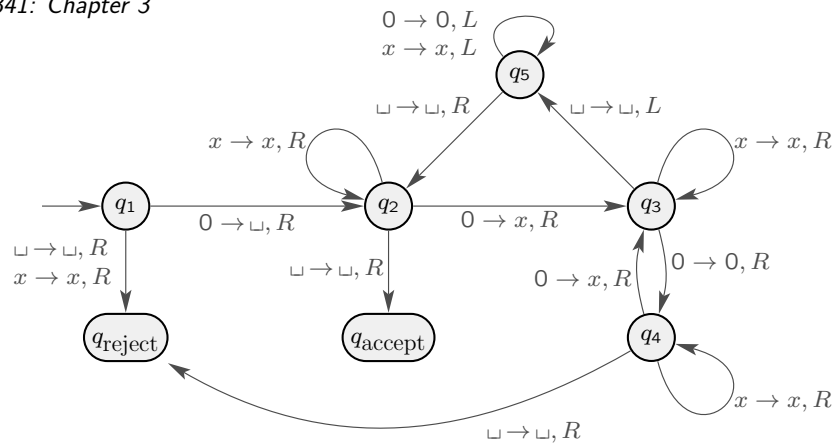 341: Chapter 3
0 → 0, L
x → x, L
q5
␣ → ␣, R
␣ → ␣, L
x → x, R
x → x, R
q1
q2
q3
0 → ␣, R
0 → x, R
␣ → ␣, R
x → x, R
␣ → ␣, R
0 → x, R
0 → 0, R
qreject
qaccept
q4
x → x, R
␣ → ␣, R